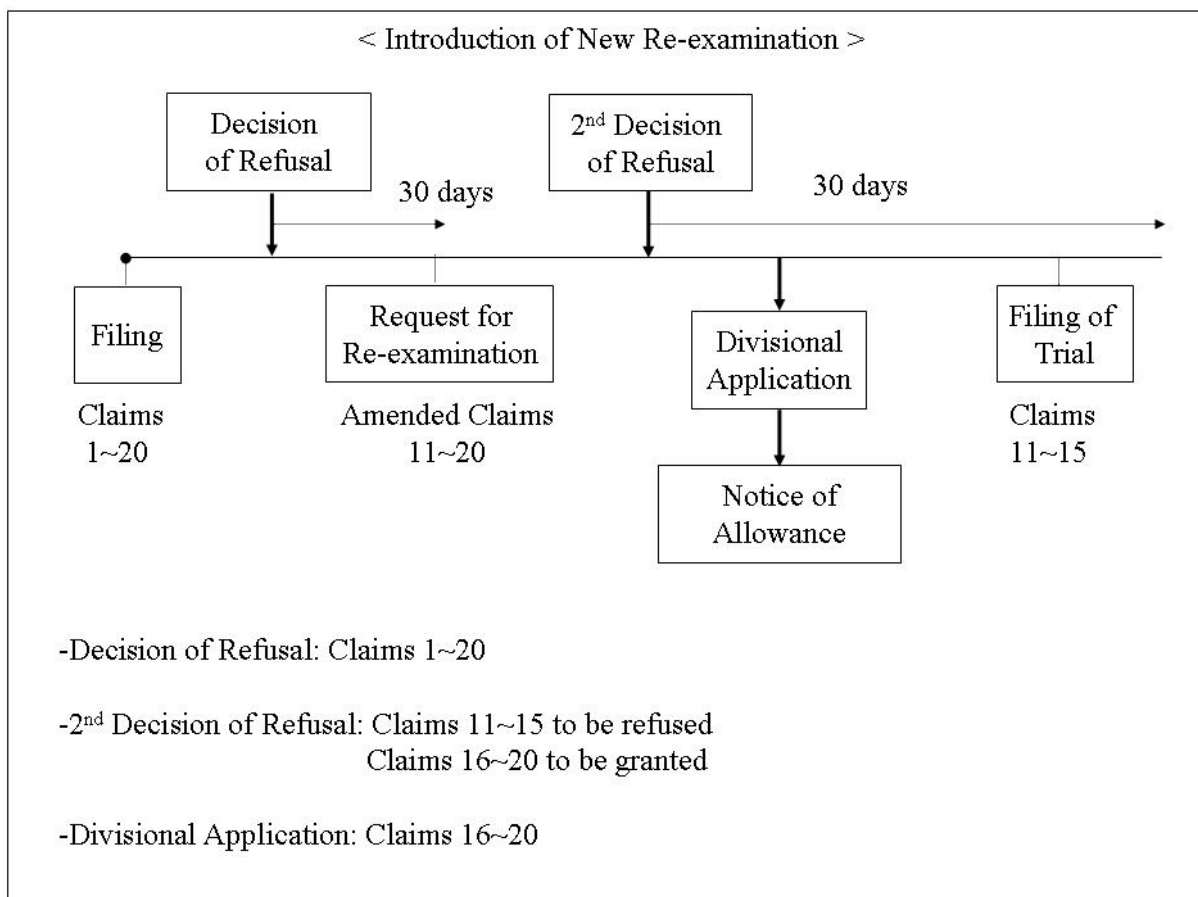 < Introduction of New Re-examination >
Decision
of Refusal
2nd Decision
of Refusal
30 days
30 days
Filing
Request for
Re-examination
Divisional
Application
Filing of
Trial
Claims
1~20
Amended Claims
11~20
Claims
11~15
Notice of
Allowance
-Decision of Refusal: Claims 1~20
-2nd Decision of Refusal: Claims 11~15 to be refused
Claims 16~20 to be granted
-Divisional Application: Claims 16~20